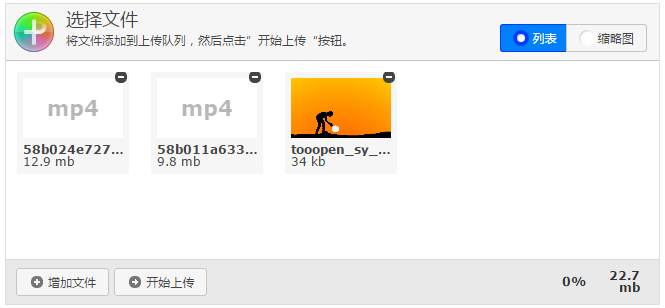 选择文件
将文件添加到上传队列，然后点击”开始上传“按钮。
列表
缩略图
mp4
mp4
58b024e727...
58b011a633...
tooopen_sy_...
12.9 mb
9.8 mb
34 kb
增加文件
开始上传
0%
22.7
mb